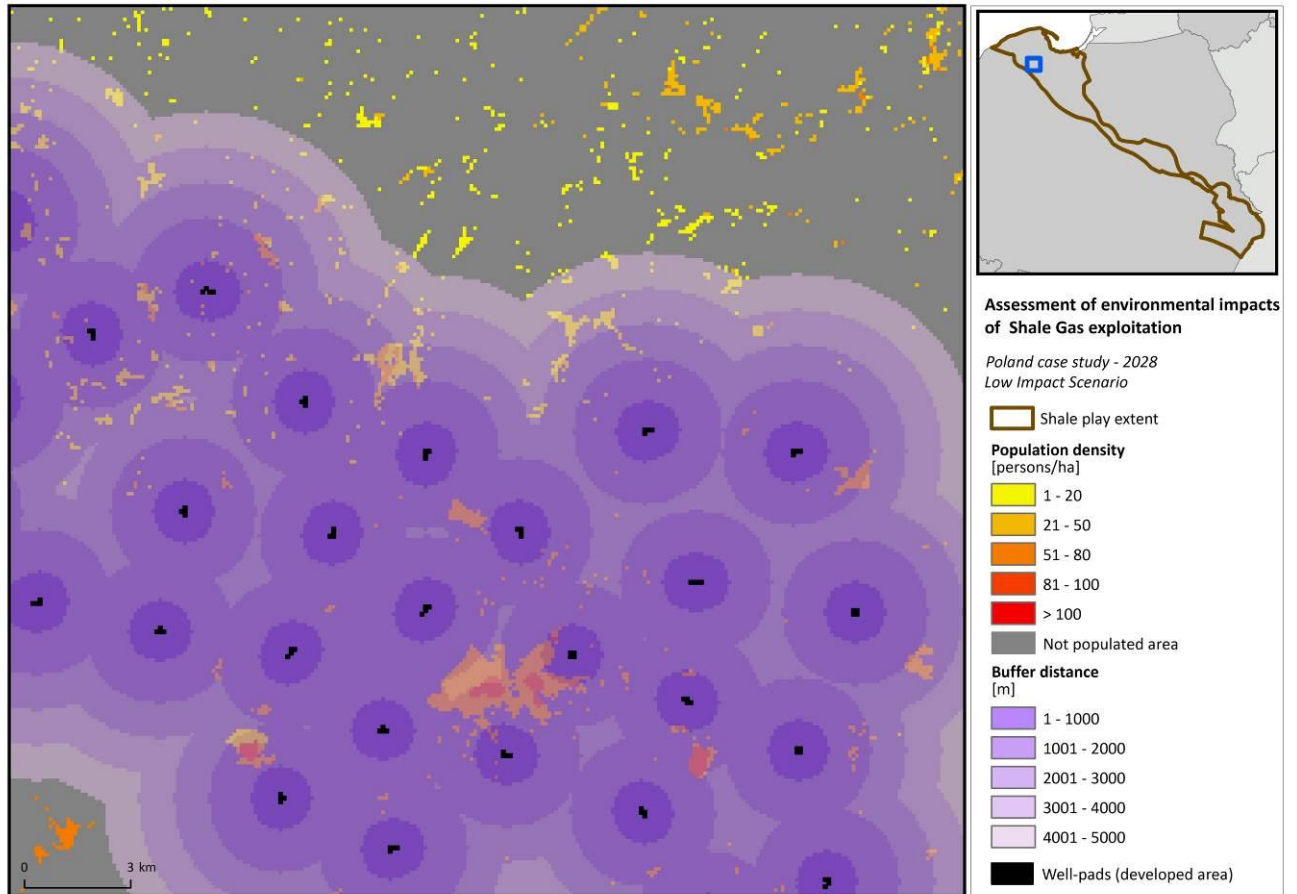 Assessment of environmental impacts
of Shale Gas exploitation
Poland case study - 2028
Low Impact Scenario
Shale play extent
Population density
[persons/ha]
1 - 20
21 - 50
51 - 80
81 - 100
> 100
Not populated area
Buffer distance
[m]
1 - 1000
1001 - 2000
2001 - 3000
3001 - 4000
4001 - 5000
Well-pads (developed area)
0 3 km